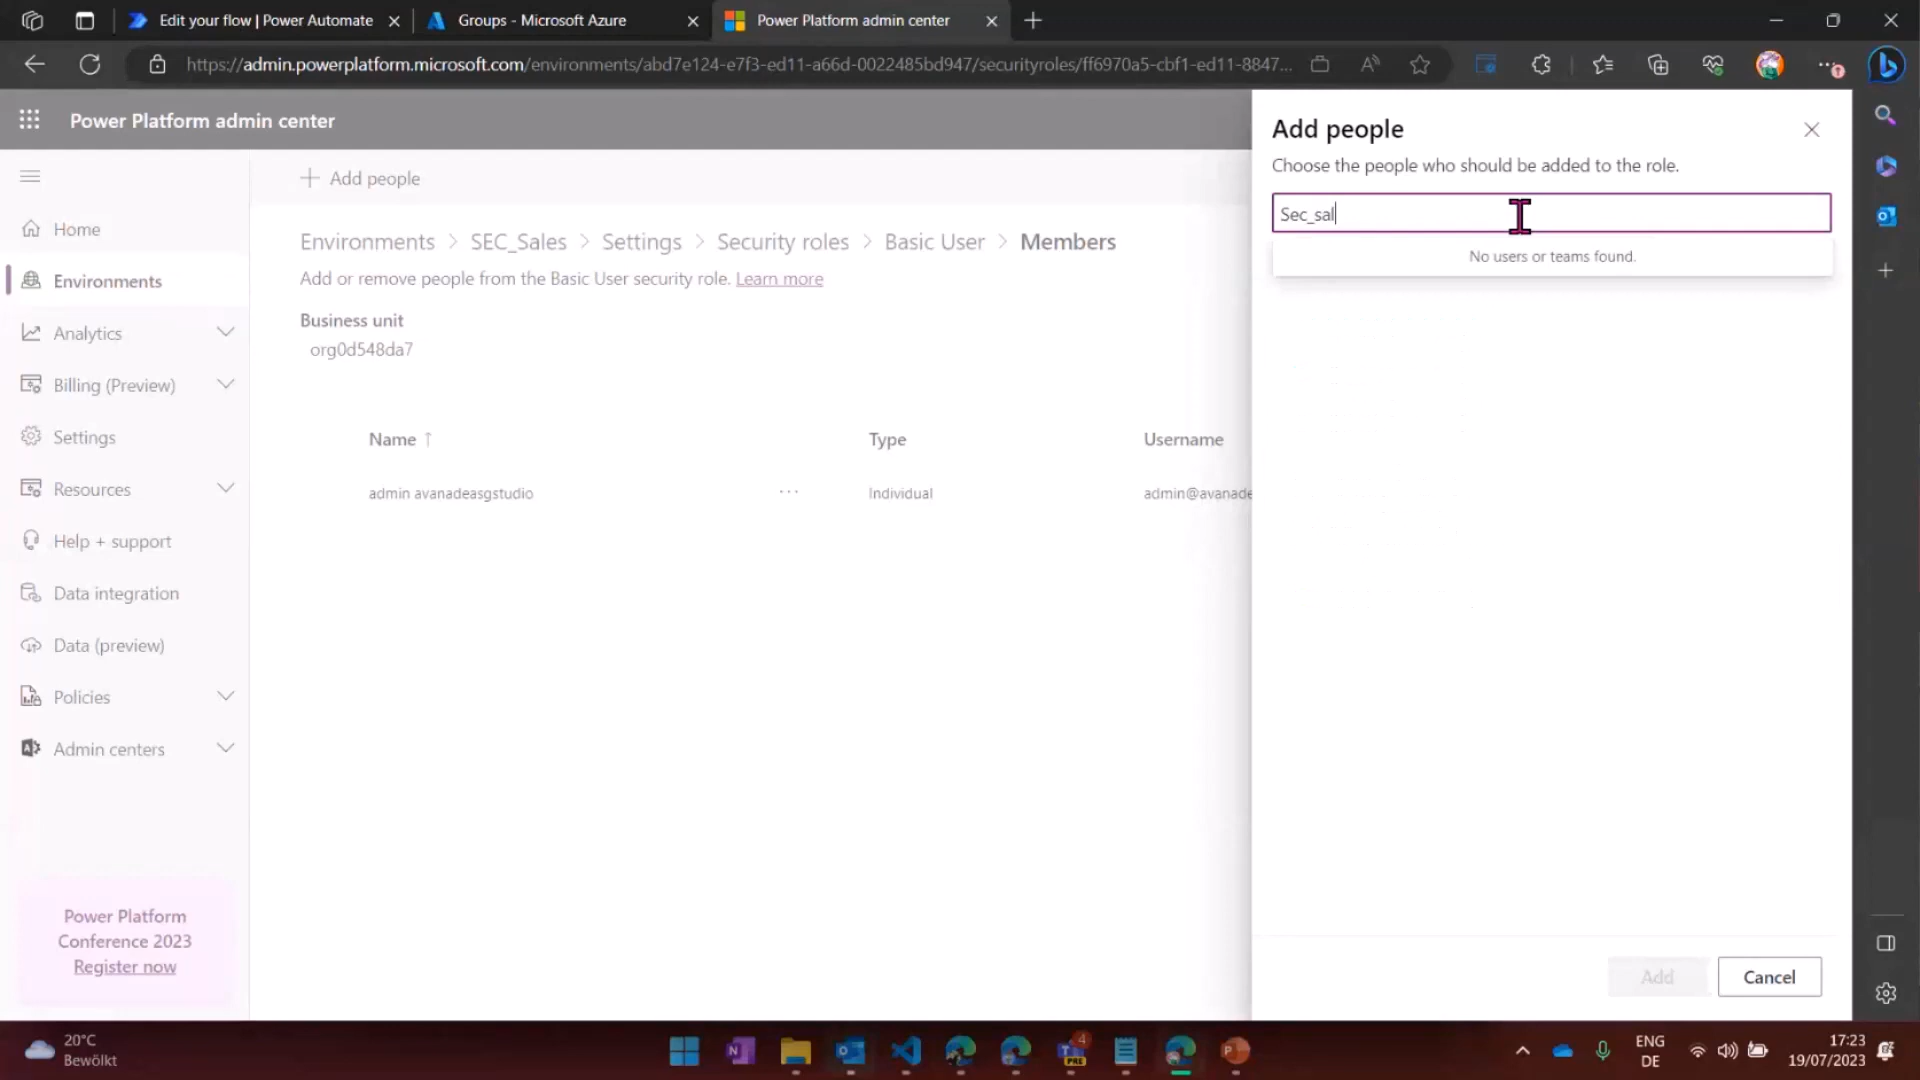 Edit your flow | Power Automate
Groups - Microsoft Azure
Power Platform admin center
https://admin.powerplatform.microsoft.com/environments/abd7e124-e7f3-ed11-a66d-0022485bd947/securityroles/ff6970a5-cbf1-ed11-8847...
Power Platform admin center
Home
Environments
Analytics
Billing (Preview)
Settings
Resources
Help + support
Data integration
Data (preview)
Policies
Admin centers
Power Platform
Conference 2023
Register now
Add people
Environments > SEC_Sales > Settings > Security roles > Basic User > Members
Add or remove people from the Basic User security role. Learn more
Business unit
org0d548da7
Name ↑ Type Username
admin avanadeasgstudio ... Individual admin@avanade
Add people
Choose the people who should be added to the role.
Sec_sal
No users or teams found.
Add Cancel
20°C
Bewölkt
4
PRE
ENG
DE
17:23
19/07/2023